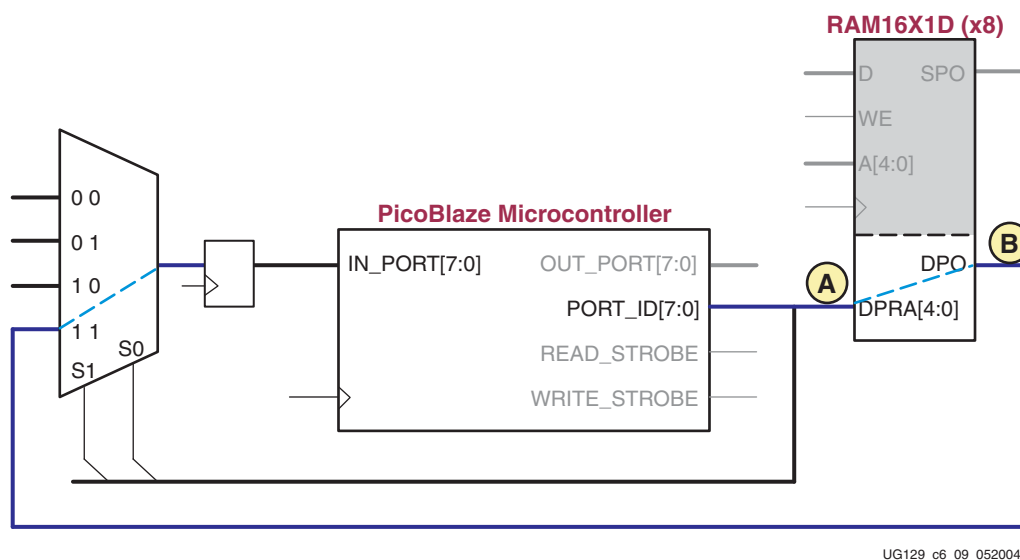 RAM16X1D (x8)
D
SPO
WE
A[4:0]
0 0
0 1
1 0
1 1
S0
S1
PicoBlaze Microcontroller
IN_PORT[7:0]
OUT_PORT[7:0]
PORT_ID[7:0]
READ_STROBE
WRITE_STROBE
A
B
DPO
DPRA[4:0]
UG129_c6_09_052004